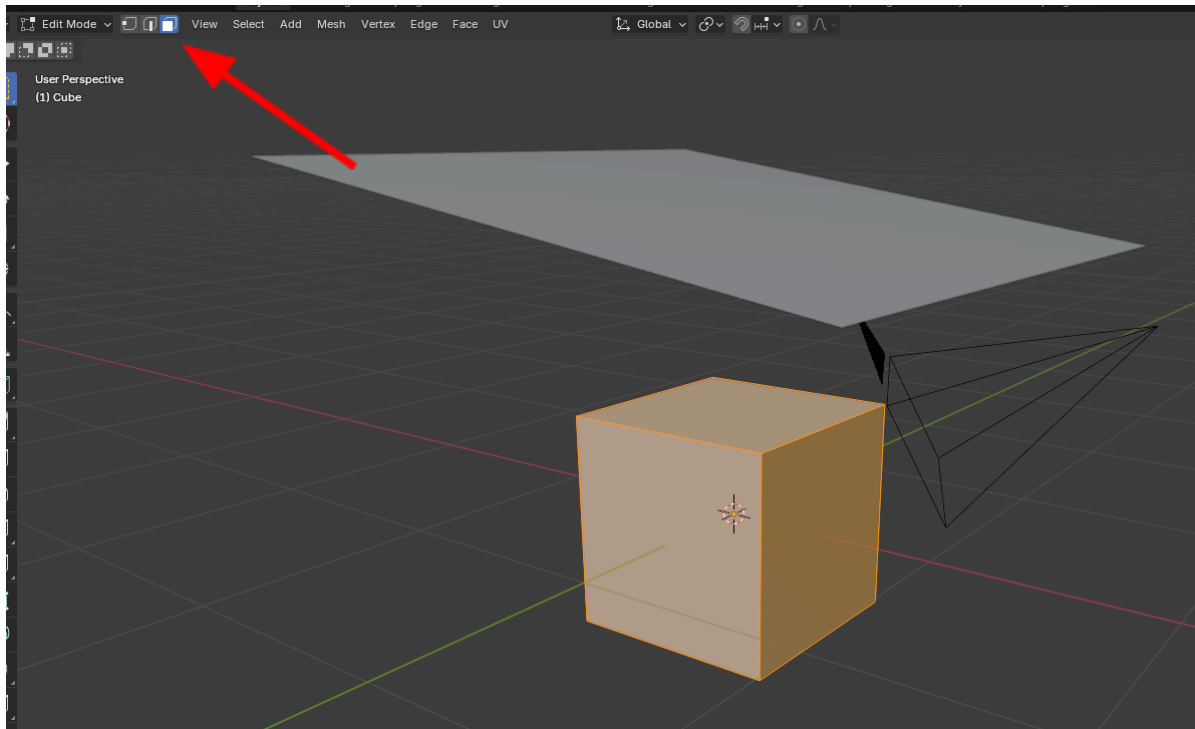 Edit Mode View Select Add Mesh Vertex Edge Face UV Global
User Perspective
(1) Cube